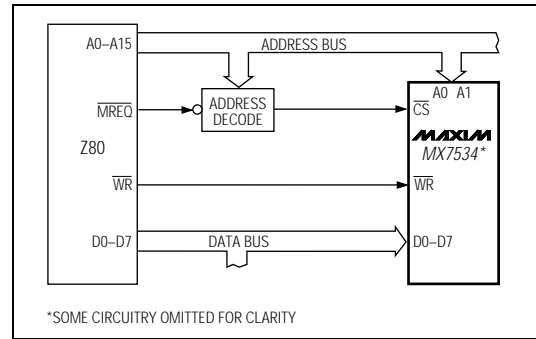 A0–A15
ADDRESS BUS
A0 A1
MREQ
ADDRESS
DECODE
CS
MAXIM
MX7534*
Z80
WR
WR
D0–D7
DATA BUS
D0–D7
*SOME CIRCUITRY OMITTED FOR CLARITY